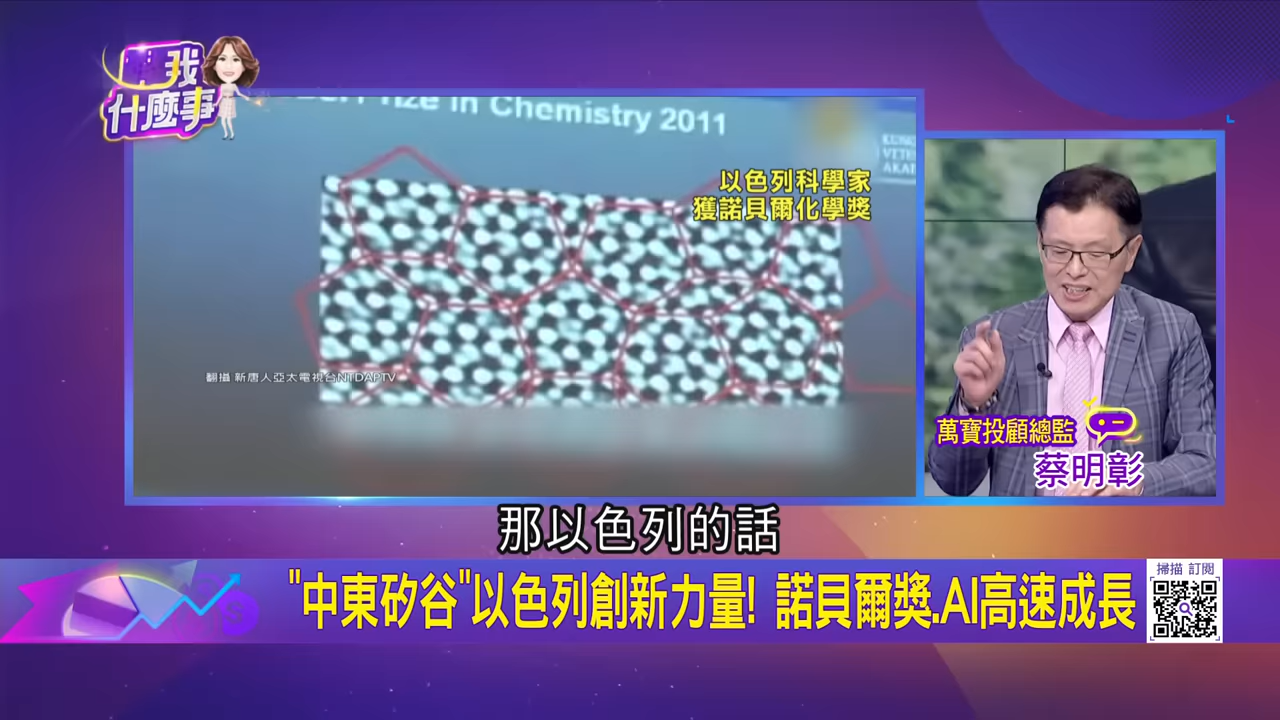 關我
什麼事
Prize in Chemistry 2011
KUNG
VETE
AKAD
以色列科學家
獲諾貝爾化學獎
翻攝 新唐人亞太電視台NTDAPTV
萬寶投顧總監
蔡明彰
那以色列的話
"中東矽谷"以色列創新力量! 諾貝爾獎.AI高速成長
掃描 訂閱